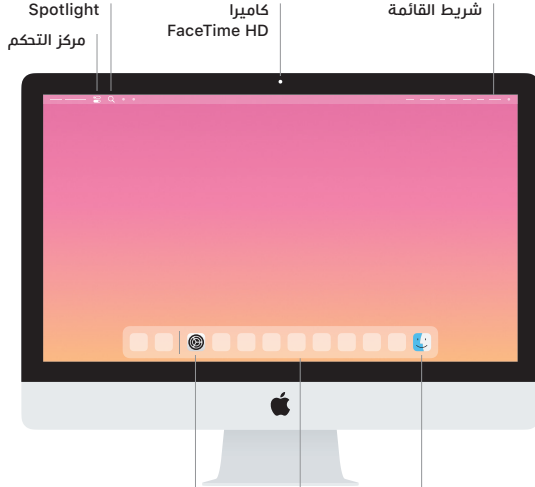 شريط القائمة
كاميرا
FaceTime HD
Spotlight
مركز التحكم